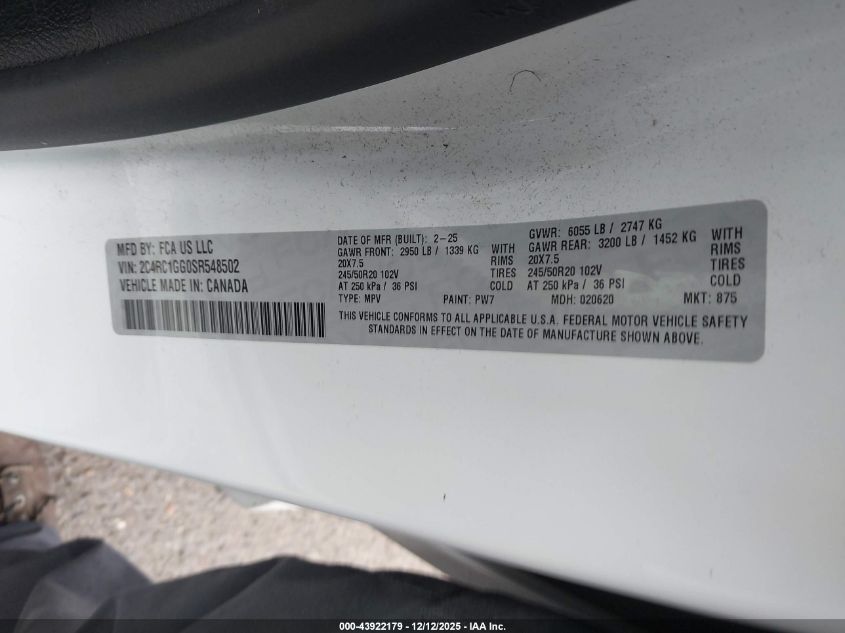 MFD BY: FCA US LLC
VIN: 2C4RC1GG0SR548502
VEHICLE MADE IN: CANADA
DATE OF MFR (BUILT): 2-25
GAWR FRONT: 2950 LB / 1339 KG WITH
20X7.5 RIMS
245/50R20 102V TIRES
AT 250 kPa / 36 PSI COLD
TYPE: MPV PAINT: PW7
GVWR: 6055 LB / 2747 KG
GAWR REAR: 3200 LB / 1452 KG WITH
20X7.5 RIMS
245/50R20 102V TIRES
AT 250 kPa / 36 PSI COLD
MDH: 020620 MKT: 875
THIS VEHICLE CONFORMS TO ALL APPLICABLE U.S.A. FEDERAL MOTOR VEHICLE SAFETY
STANDARDS IN EFFECT ON THE DATE OF MANUFACTURE SHOWN ABOVE.
000-43922179 - 12/12/2025 - IAA Inc.